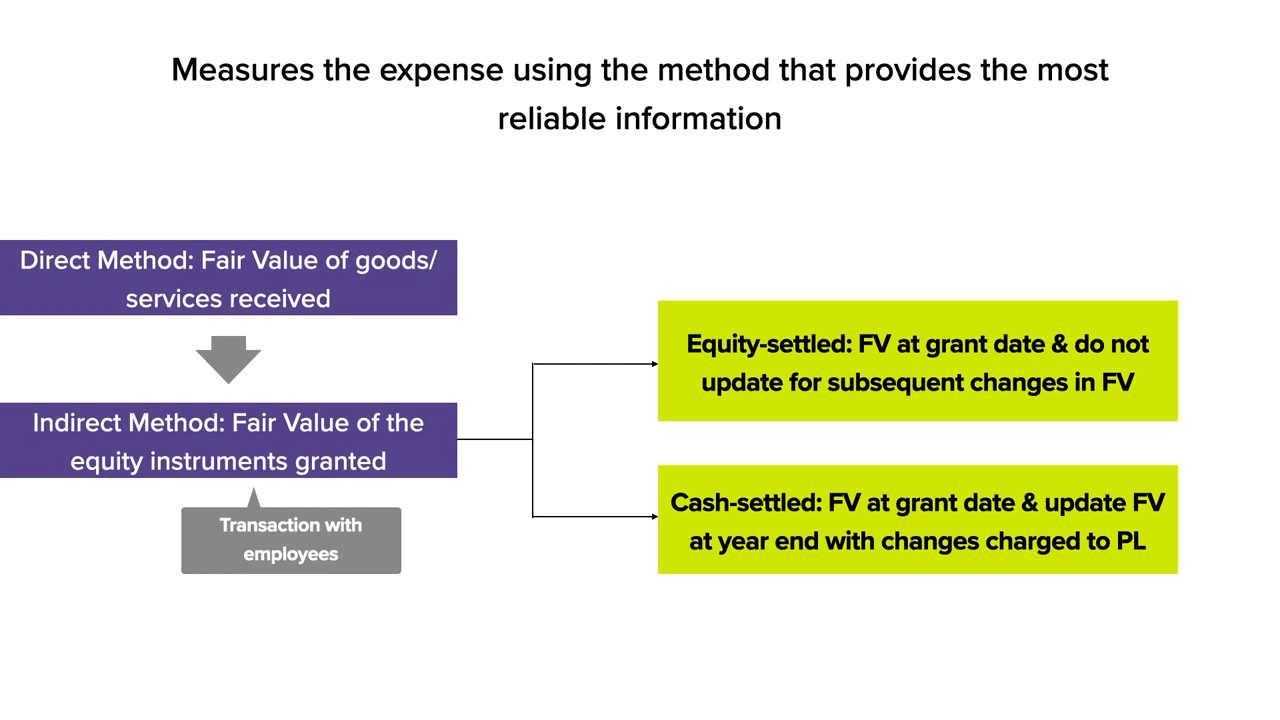 Measures the expense using the method that provides the most
reliable information
Direct Method: Fair Value of goods/
services received
Indirect Method: Fair Value of the
equity instruments granted
Transaction with
employees
Equity-settled: FV at grant date & do not
update for subsequent changes in FV
Cash-settled: FV at grant date & update FV
at year end with changes charged to PL